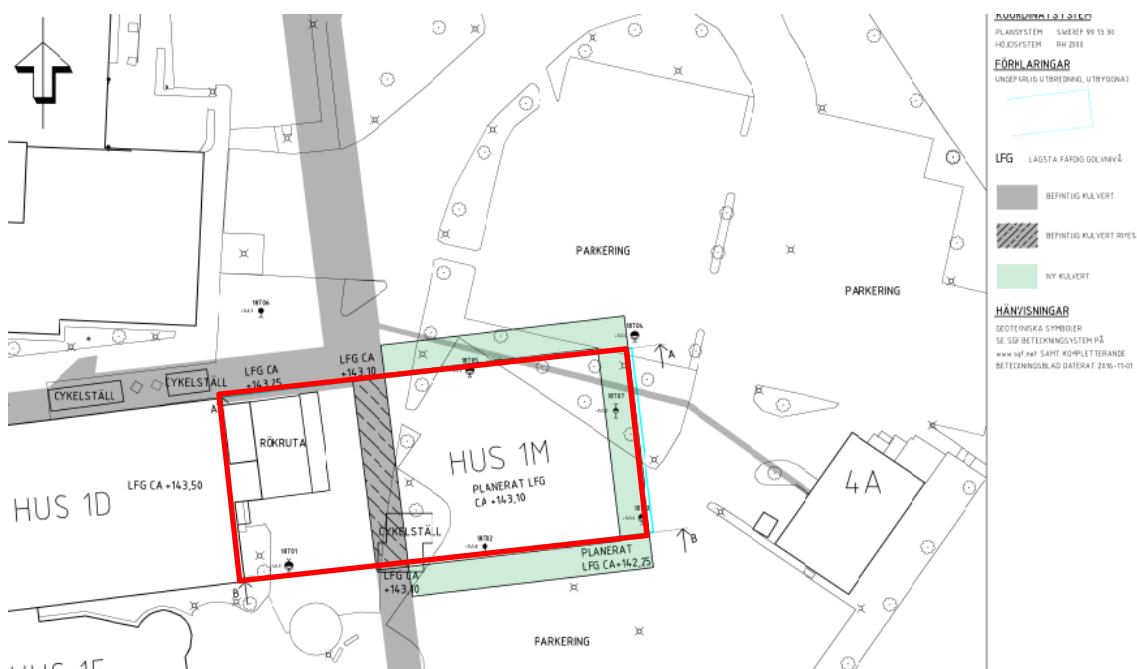 KOORDINATSYSTEM
PLANSYSTEM SWEREF 99 13 30
HÖJDSYSTEM RH 2000
FÖRKLARINGAR
UNGEFÄRLIG UTBREDNING, UTBYGGNAD
LFG LÄGSTA FÄRDIG GOLVNIVÅ
BEFINTLIG KULVERT
BEFINTLIG KULVERT RIVES
NY KULVERT
HÄNVISNINGAR
GEOTEKNISKA SYMBOLER
SE SGF BETECKNINGSYSTEM PÅ
www.sgf.net SAMT KOMPLETTERANDE
BETECKNINGSBLAD DATERAT 2016-11-01
PARKERING
PARKERING
18T06
18T04
LFG CA
+143,10
LFG CA
+143,25
18T05
A
CYKELSTÄLL
CYKELSTÄLL
A
18T07
RÖKRUTA
HUS 1M
PLANERAT LFG
CA +143,10
LFG CA +143,50
HUS 1D
4A
CYKELSTÄLL
18T02
B
18T01
PLANERAT
LFG CA+142,25
LFG CA
+143,10
B
PARKERING
HUS 1E